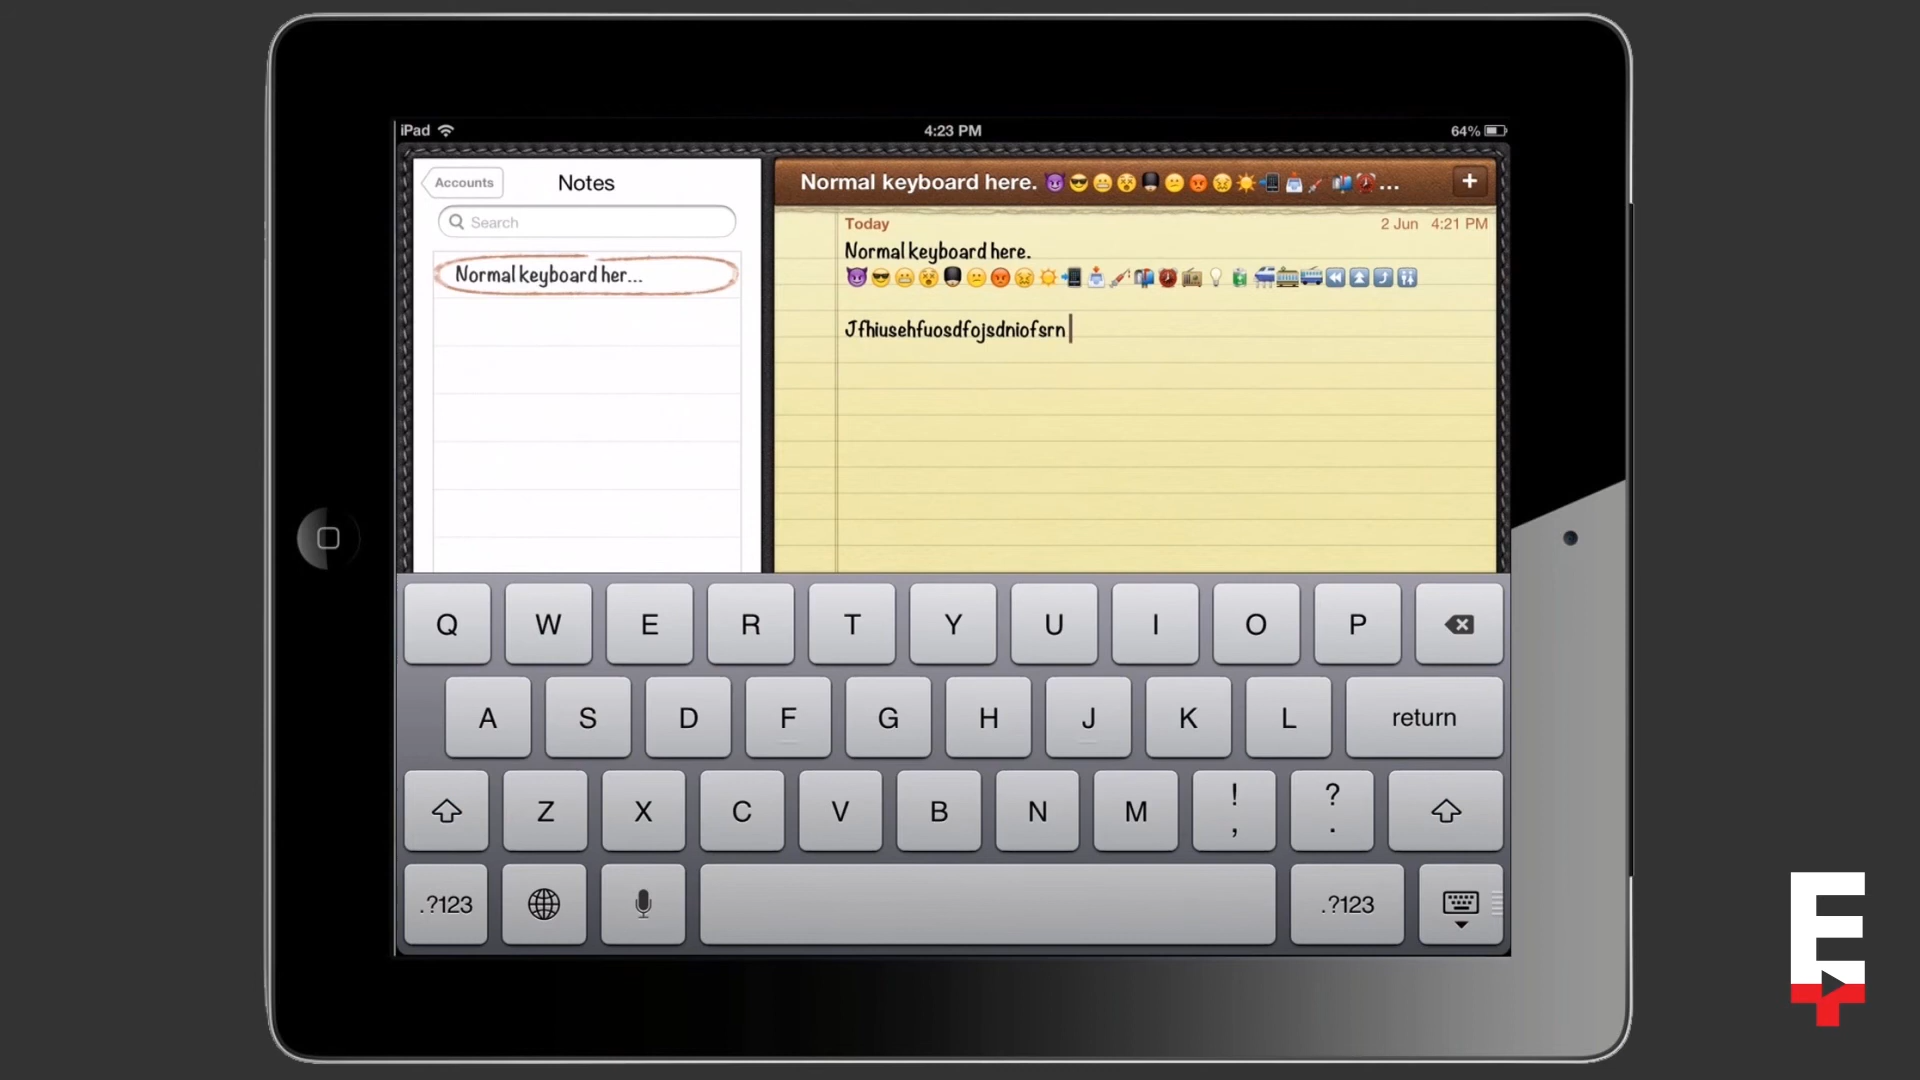 iPad
4:23 PM
64%
Accounts
Notes
Search
Normal keyboard her...
Normal keyboard here. 😈😎😬😵💂😕😡😖☀📲📩💉📬⏰...
+
Today
2 Jun 4:21 PM
Normal keyboard here.
😈😎😬😵💂😕😡😖☀📲📩💉📬⏰📻💡🔋🚝🚋🚎⏪⏫⤴🚻
Jfhiusehfuosdfojsdniofsrn
Q W E R T Y U I O P
A S D F G H J K L return
Z X C V B N M ! , ? .
.?123 .?123
E